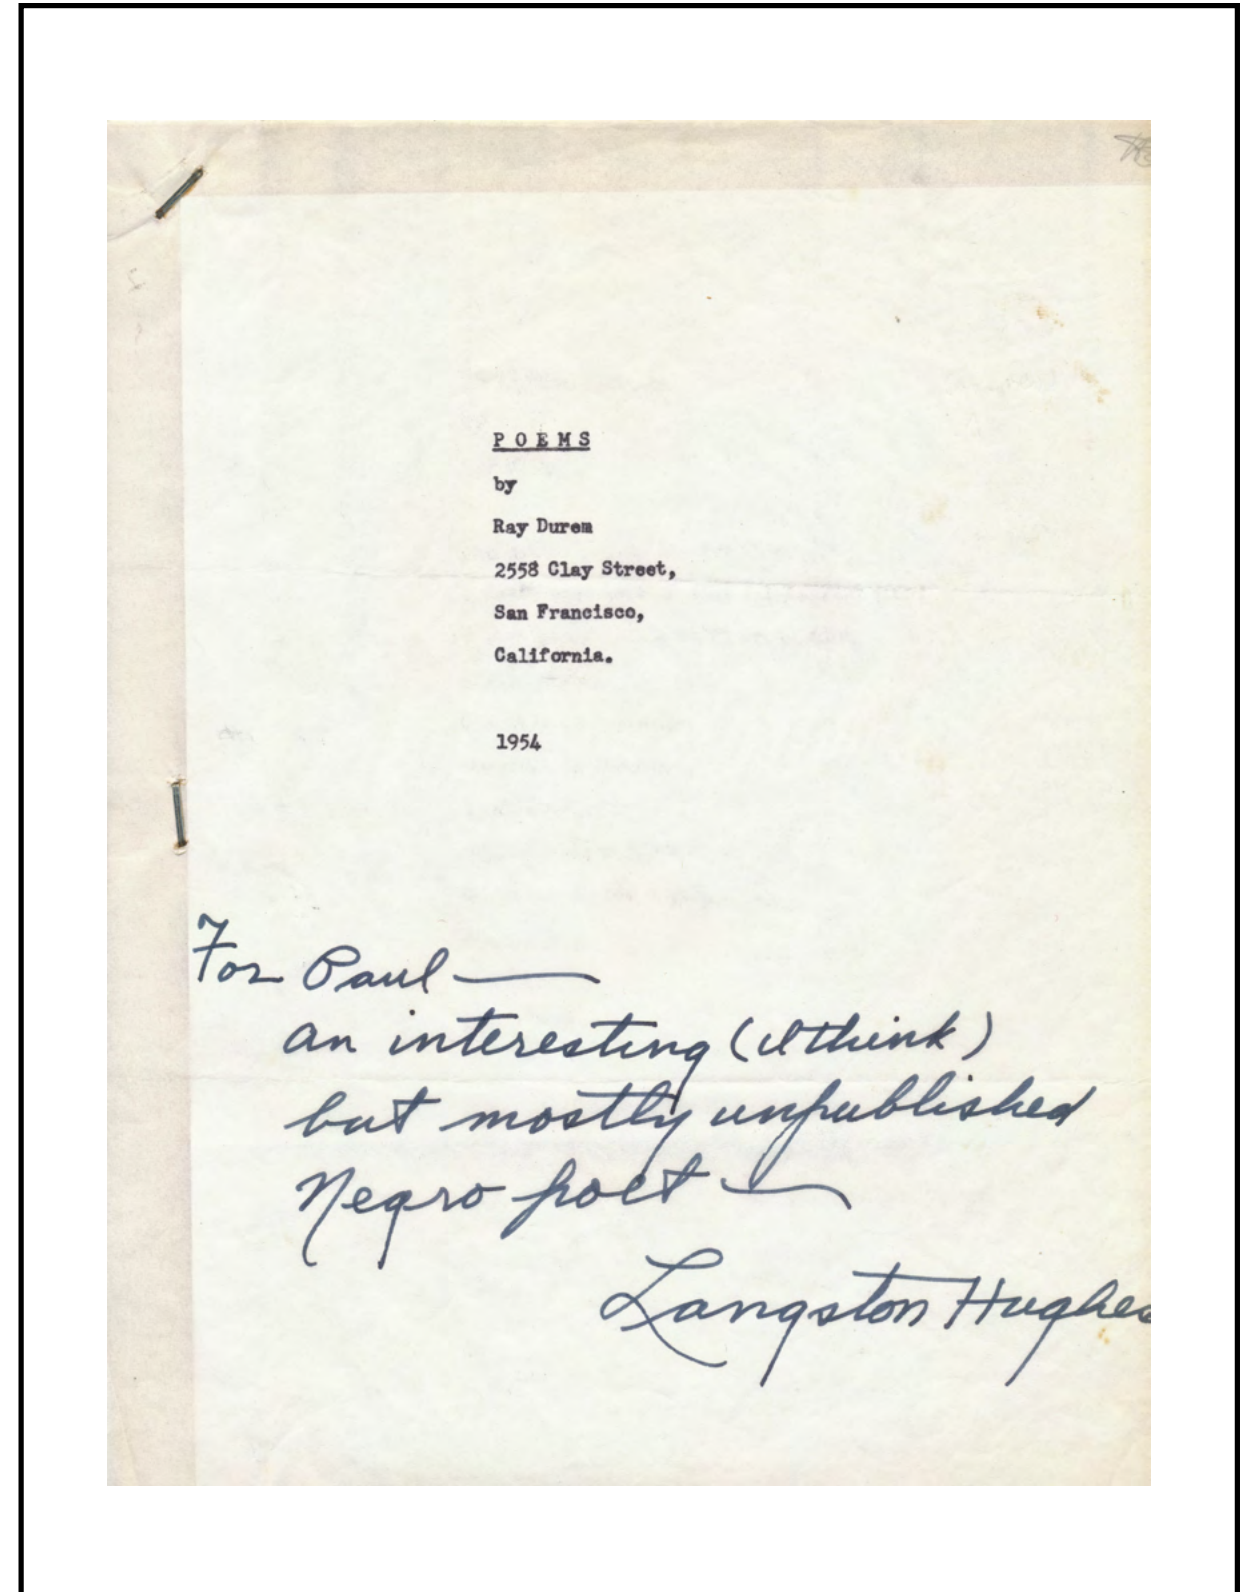 P O E M S
by
Ray Durem
2558 Clay Street,
San Francisco,
California.
1954
For Paul —
an interesting (I think)
but mostly unpublished
Negro poet —
Langston Hughes